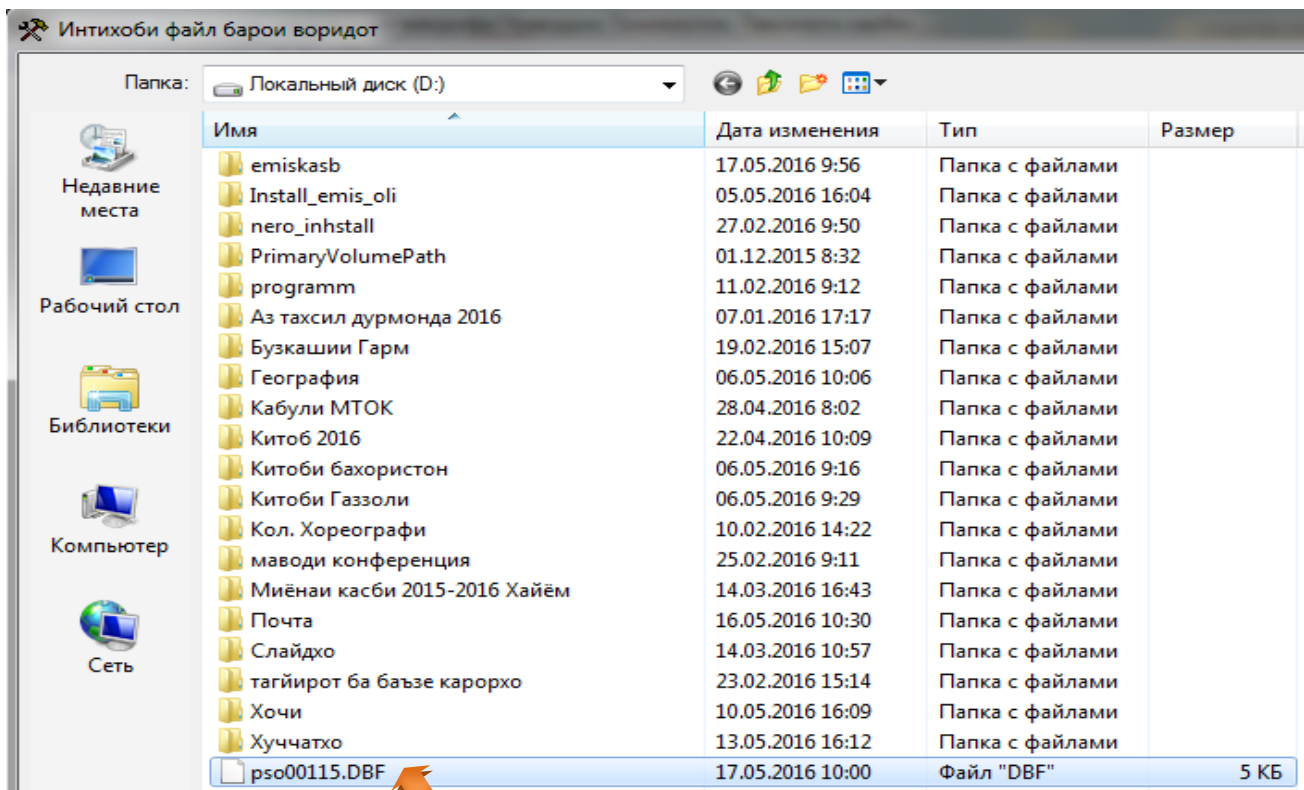 Интихоби файл барои воридот
Папка: Локальный диск (D:)
Имя Дата изменения Тип Размер
emiskasb 17.05.2016 9:56 Папка с файлами
Install_emis_oli 05.05.2016 16:04 Папка с файлами
nero_inhstall 27.02.2016 9:50 Папка с файлами
PrimaryVolumePath 01.12.2015 8:32 Папка с файлами
programm 11.02.2016 9:12 Папка с файлами
Аз тахсил дурмонда 2016 07.01.2016 17:17 Папка с файлами
Бузкашии Гарм 19.02.2016 15:07 Папка с файлами
География 06.05.2016 10:06 Папка с файлами
Кабули МТОК 28.04.2016 8:02 Папка с файлами
Китоб 2016 22.04.2016 10:09 Папка с файлами
Китоби бахористон 06.05.2016 9:16 Папка с файлами
Китоби Газзоли 06.05.2016 9:29 Папка с файлами
Кол. Хореографи 10.02.2016 14:22 Папка с файлами
маводи конференция 25.02.2016 9:11 Папка с файлами
Миёнаи касби 2015-2016 Хайём 14.03.2016 16:43 Папка с файлами
Почта 16.05.2016 10:30 Папка с файлами
Слайдхо 14.03.2016 10:57 Папка с файлами
тагйирот ба баъзе карорхо 23.02.2016 15:14 Папка с файлами
Хочи 10.05.2016 16:09 Папка с файлами
Хуччатхо 13.05.2016 16:12 Папка с файлами
pso00115.DBF 17.05.2016 10:00 Файл "DBF" 5 КБ
Недавние
места
Рабочий стол
Библиотеки
Компьютер
Сеть